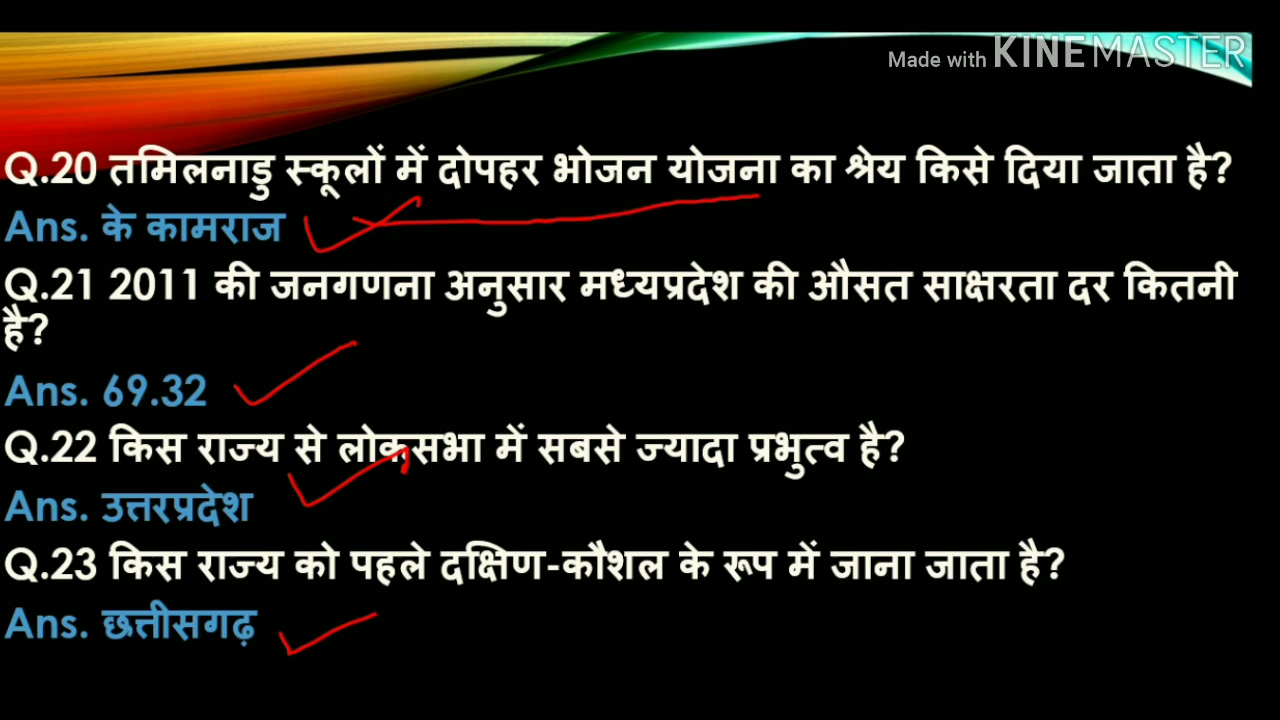 Made with KINEMASTER
Q.20 तमिलनाडु स्कूलों में दोपहर भोजन योजना का श्रेय किसे दिया जाता है?
Ans. के कामराज
Q.21 2011 की जनगणना अनुसार मध्यप्रदेश की औसत साक्षरता दर कितनी
है?
Ans. 69.32
Q.22 किस राज्य से लोकसभा में सबसे ज्यादा प्रभुत्व है?
Ans. उत्तरप्रदेश
Q.23 किस राज्य को पहले दक्षिण-कौशल के रूप में जाना जाता है?
Ans. छत्तीसगढ़